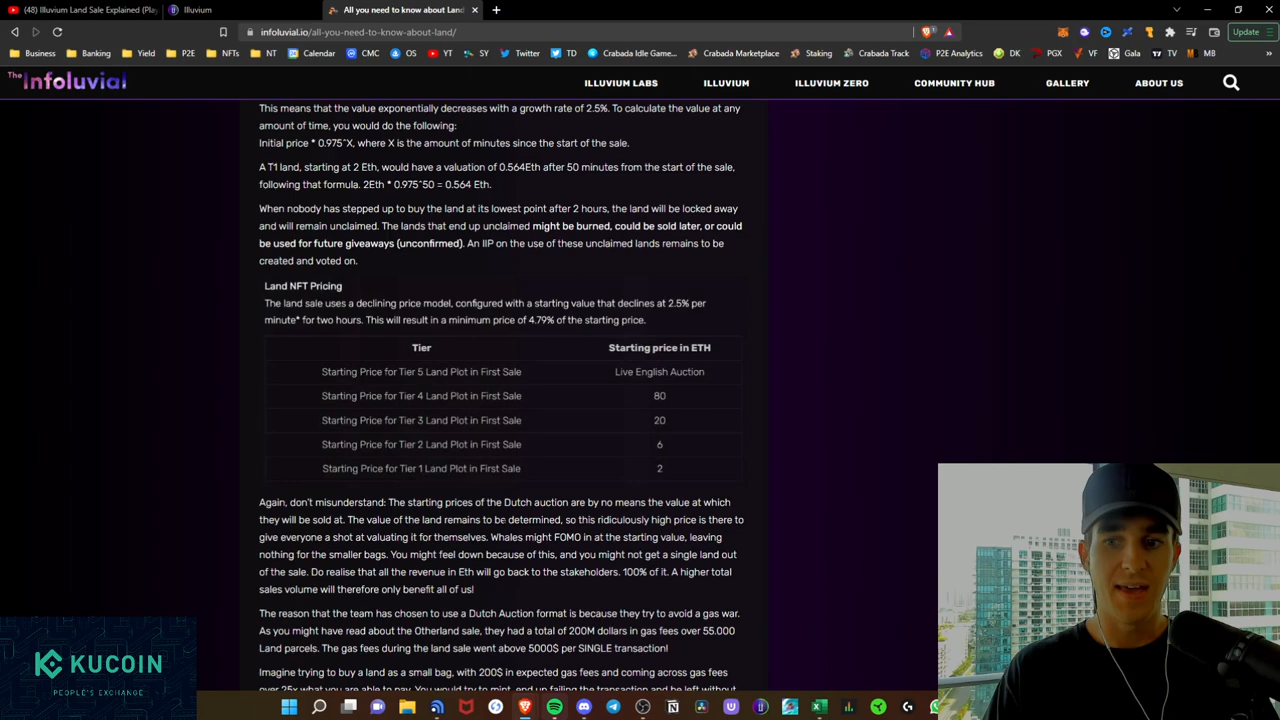 (48) Illuvium Land Sale Explained (Play
Illuvium
All you need to know about Land
infoluvial.io/all-you-need-to-know-about-land/
Update
Business
Banking
Yield
P2E
NFTs
NT
Calendar
CMC
OS
YT
SY
Twitter
TD
Crabada Idle Game...
Crabada Marketplace
Staking
Crabada Track
P2E Analytics
DK
PGX
VF
Gala
TV
MB
»
The Infoluvial
ILLUVIUM LABS
ILLUVIUM
ILLUVIUM ZERO
COMMUNITY HUB
GALLERY
ABOUT US
This means that the value exponentially decreases with a growth rate of 2.5%. To calculate the value at any
amount of time, you would do the following:
Initial price * 0.975^X, where X is the amount of minutes since the start of the sale.
A T1 land, starting at 2 Eth, would have a valuation of 0.564Eth after 50 minutes from the start of the sale,
following that formula. 2Eth * 0.975^50 = 0.564 Eth.
When nobody has stepped up to buy the land at its lowest point after 2 hours, the land will be locked away
and will remain unclaimed. The lands that end up unclaimed might be burned, could be sold later, or could
be used for future giveaways (unconfirmed). An IIP on the use of these unclaimed lands remains to be
created and voted on.
Land NFT Pricing
The land sale uses a declining price model, configured with a starting value that declines at 2.5% per
minute* for two hours. This will result in a minimum price of 4.79% of the starting price.
Tier Starting price in ETH
Starting Price for Tier 5 Land Plot in First Sale Live English Auction
Starting Price for Tier 4 Land Plot in First Sale 80
Starting Price for Tier 3 Land Plot in First Sale 20
Starting Price for Tier 2 Land Plot in First Sale 6
Starting Price for Tier 1 Land Plot in First Sale 2
Again, don't misunderstand: The starting prices of the Dutch auction are by no means the value at which
they will be sold at. The value of the land remains to be determined, so this ridiculously high price is there to
give everyone a shot at valuating it for themselves. Whales might FOMO in at the starting value, leaving
nothing for the smaller bags. You might feel down because of this, and you might not get a single land out
of the sale. Do realise that all the revenue in Eth will go back to the stakeholders. 100% of it. A higher total
sales volume will therefore only benefit all of us!
The reason that the team has chosen to use a Dutch Auction format is because they try to avoid a gas war.
As you might have read about the Otherland sale, they had a total of 200M dollars in gas fees over 55.000
Land parcels. The gas fees during the land sale went above 5000$ per SINGLE transaction!
Imagine trying to buy a land as a small bag, with 200$ in expected gas fees and coming across gas fees
over 25x what you are able to pay. You would try to mint, end up failing the transaction and be left without
KUCOIN
PEOPLE'S EXCHANGE